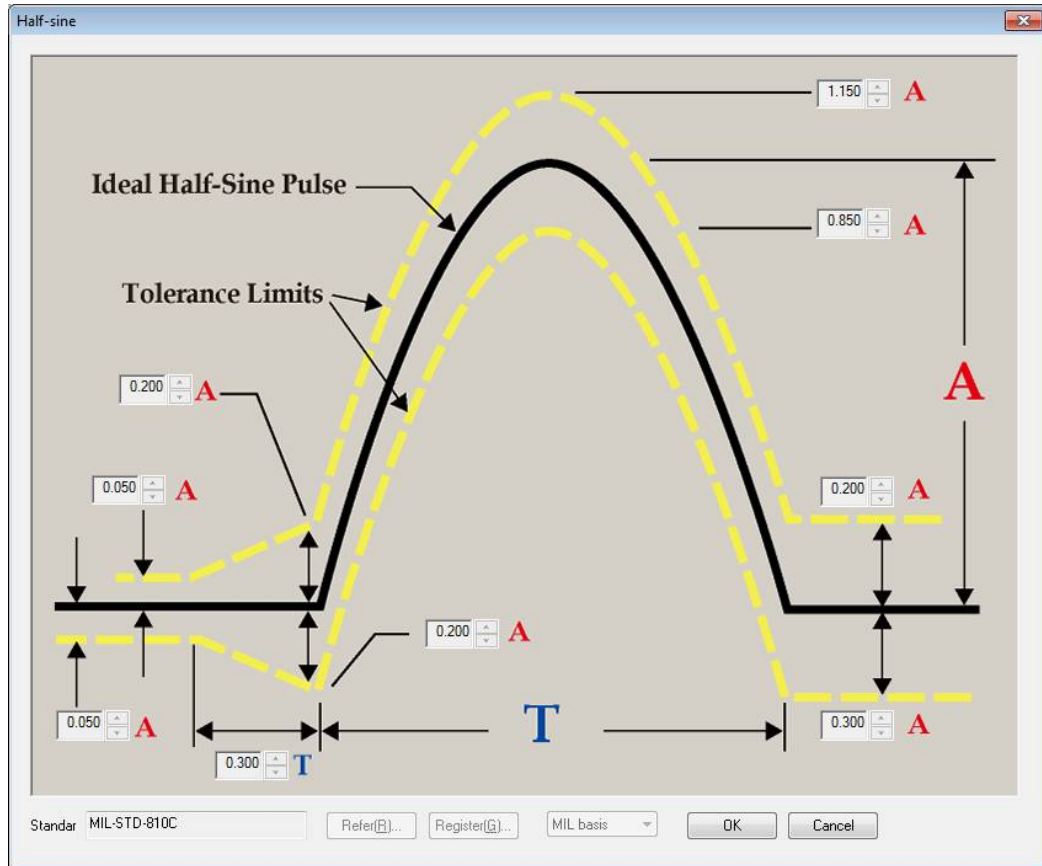 Half-sine
1.150 A
Ideal Half-Sine Pulse
0.850 A
Tolerance Limits
A
0.200 A
0.050 A
0.200 A
0.200 A
0.050 A
T
0.300 A
0.300 T
Standar MIL-STD-810C Refer(R)... Register(G)... MIL basis OK Cancel